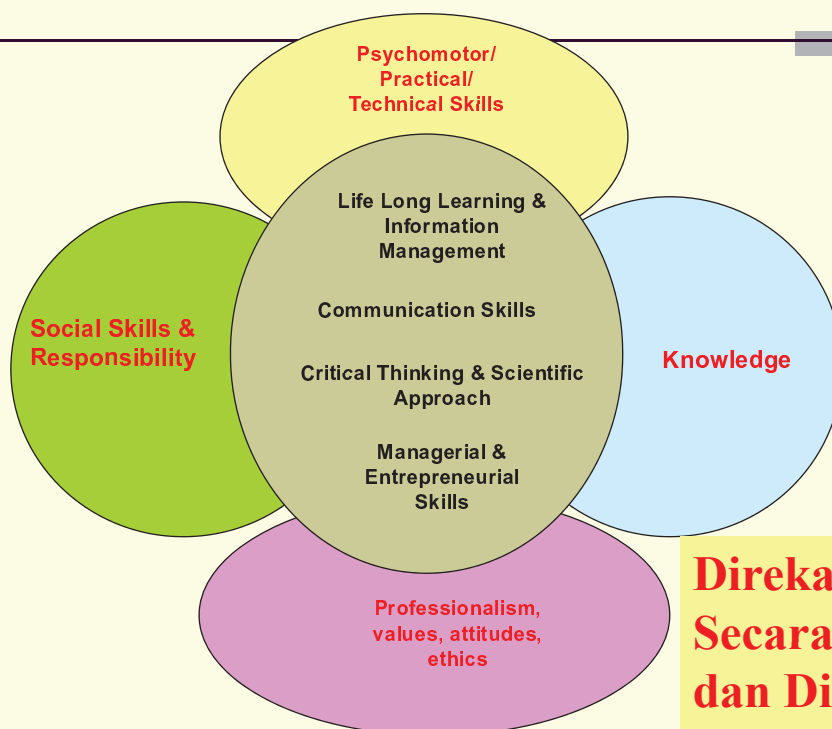 Psychomotor/
Practical/
Technical Skills
Life Long Learning &
Information
Management
Communication Skills
Critical Thinking & Scientific
Approach
Managerial &
Entrepreneurial
Skills
Social Skills &
Responsibility
Knowledge
Professionalism,
values, attitudes,
ethics
Direka
Secara
dan Di